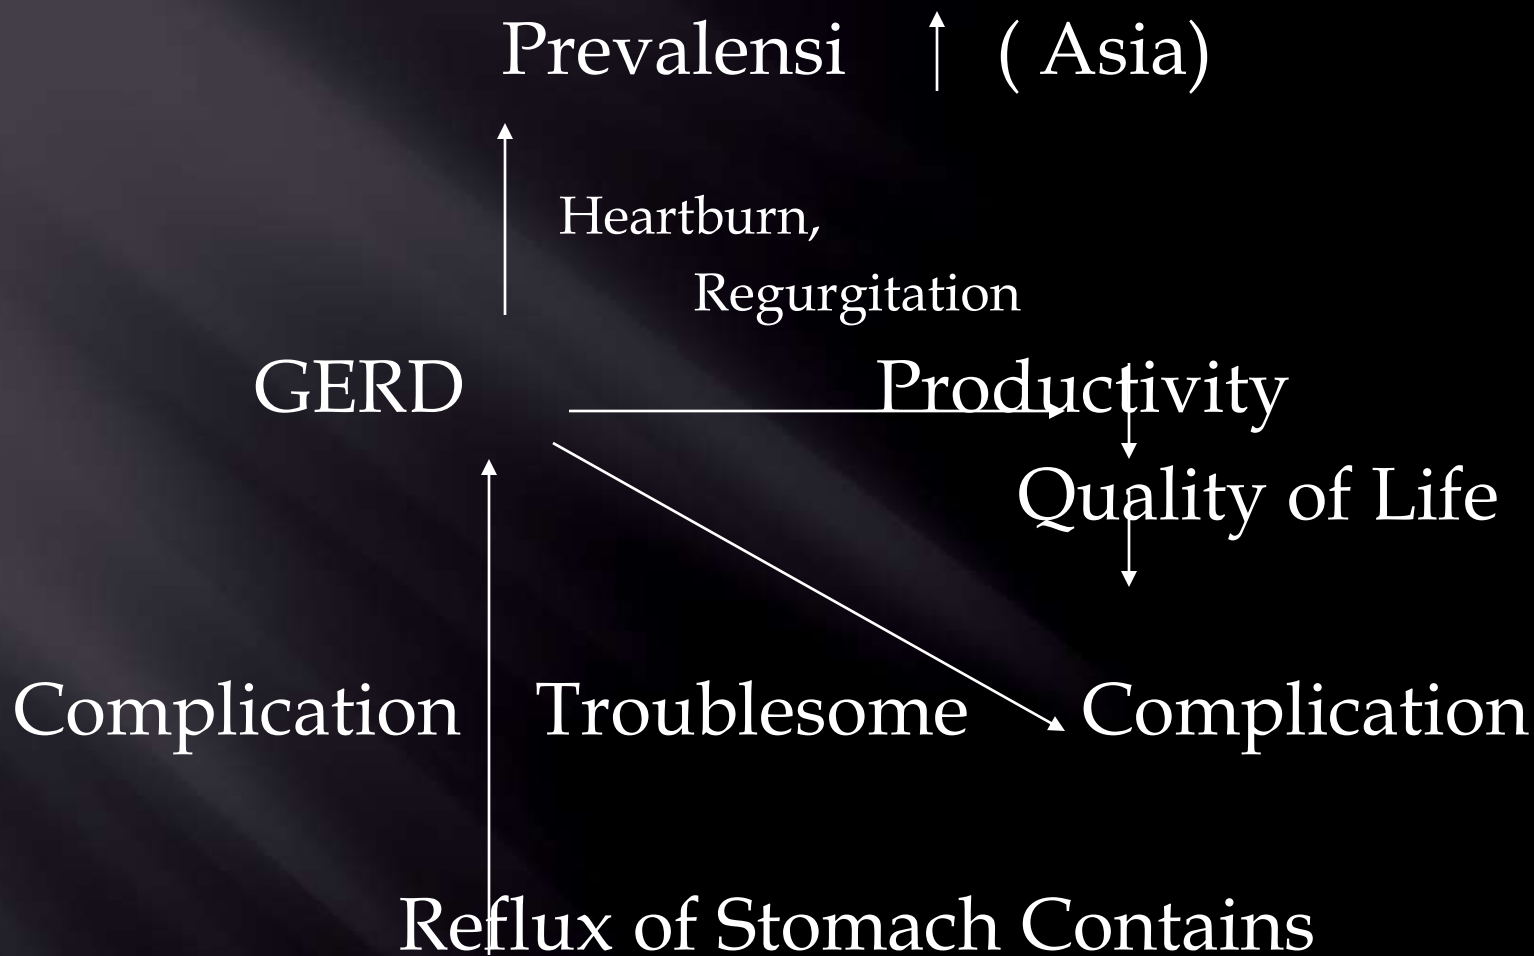 Prevalensi ( Asia)
Heartburn,
Regurgitation
GERD Productivity
Quality of Life
Complication Troublesome Complication
Reflux of Stomach Contains